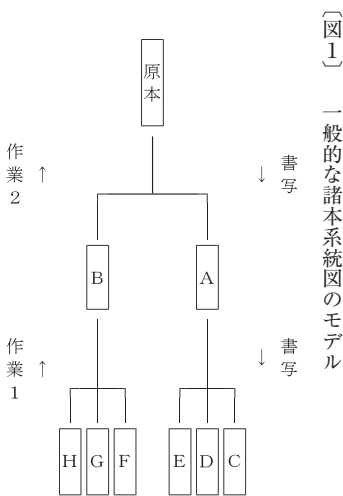 〔図１〕　一般的な諸本系統図のモデル
原本
書写
↓
作業２
↑
A
B
書写
↓
作業１
↑
C
D
E
F
G
H